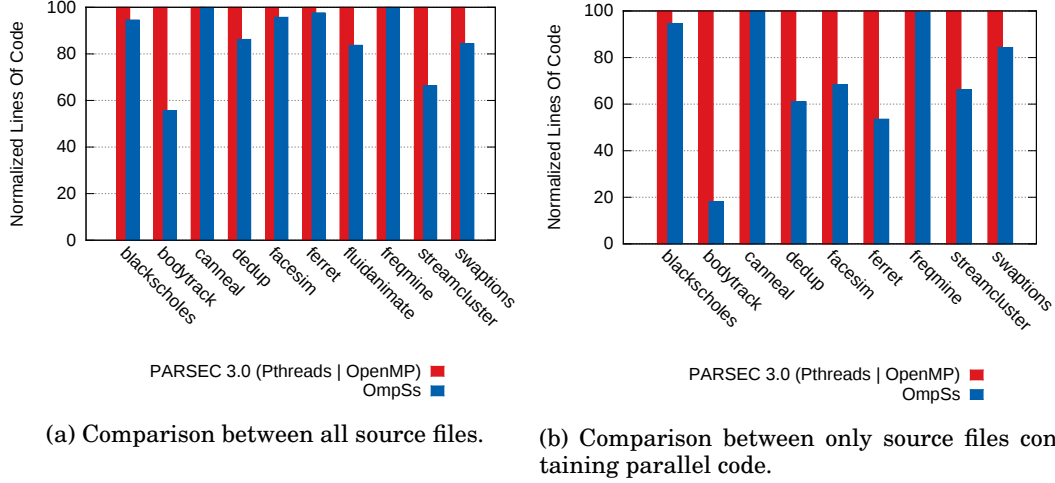 Normalized Lines Of Code
100
80
60
40
20
0
blackscholes
bodytrack
canneal
dedup
facesim
ferret
fluidanimate
freqmine
streamcluster
swaptions
PARSEC 3.0 (Pthreads | OpenMP)
OmpSs
(a) Comparison between all source files.
Normalized Lines Of Code
100
80
60
40
20
0
blackscholes
bodytrack
canneal
dedup
facesim
ferret
freqmine
streamcluster
swaptions
PARSEC 3.0 (Pthreads | OpenMP)
OmpSs
(b) Comparison between only source files con
taining parallel code.